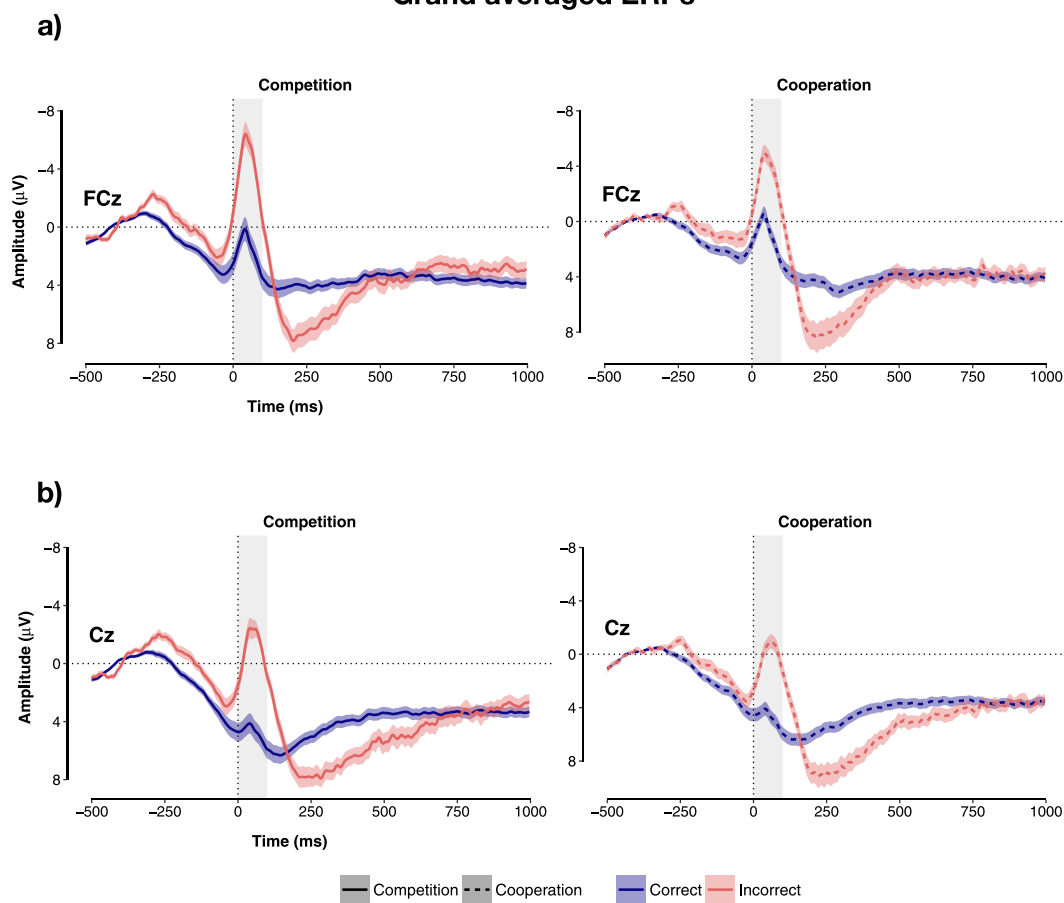 Grand averaged ERPs
a)
Competition Cooperation
−8 −8
−4 −4
FCz FCz
0 0
4 4
8 8
Amplitude (μV)
−500 −250 0 250 500 750 1000 −500 −250 0 250 500 750 1000
Time (ms)
b)
Competition Cooperation
−8 −8
−4 −4
Cz Cz
0 0
4 4
8 8
Amplitude (μV)
−500 −250 0 250 500 750 1000 −500 −250 0 250 500 750 1000
Time (ms)
Competition Cooperation Correct Incorrect